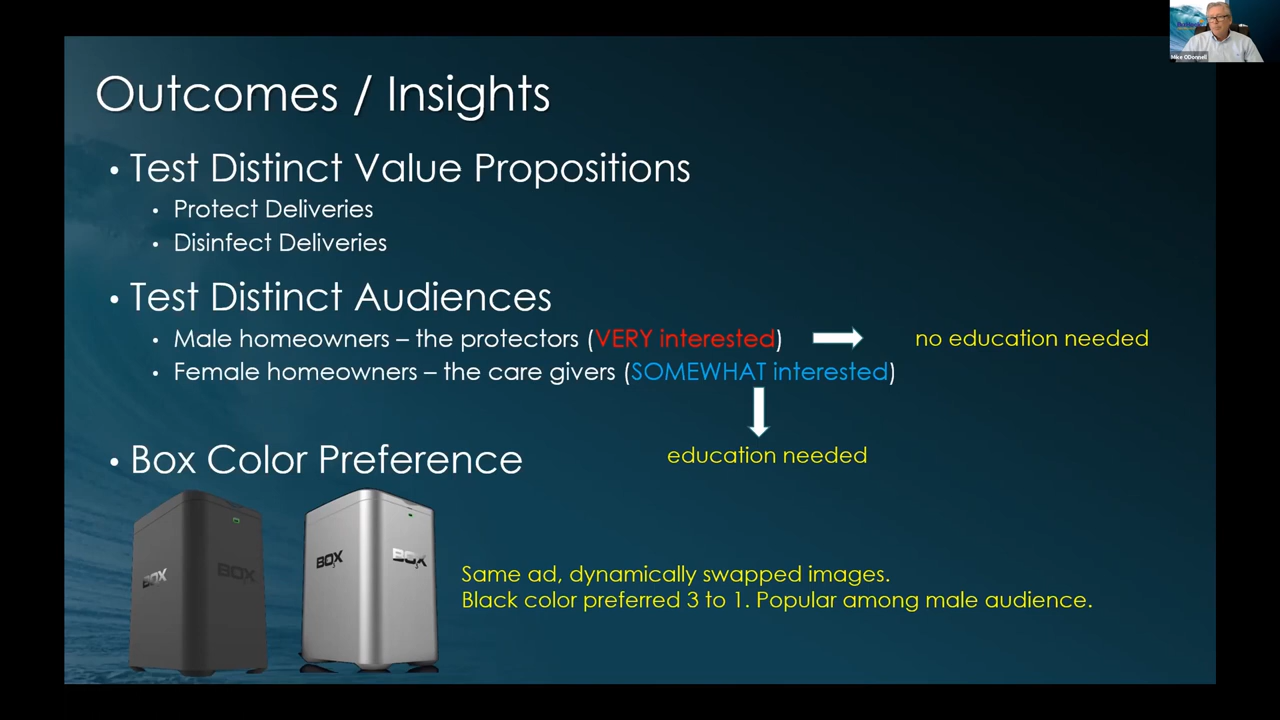 Mike ODonnell
Outcomes / Insights
• Test Distinct Value Propositions
• Protect Deliveries
• Disinfect Deliveries
• Test Distinct Audiences
• Male homeowners – the protectors (VERY interested) no education needed
• Female homeowners – the care givers (SOMEWHAT interested)
education needed
• Box Color Preference
BOX BOX BOX BOX
Same ad, dynamically swapped images.
Black color preferred 3 to 1. Popular among male audience.